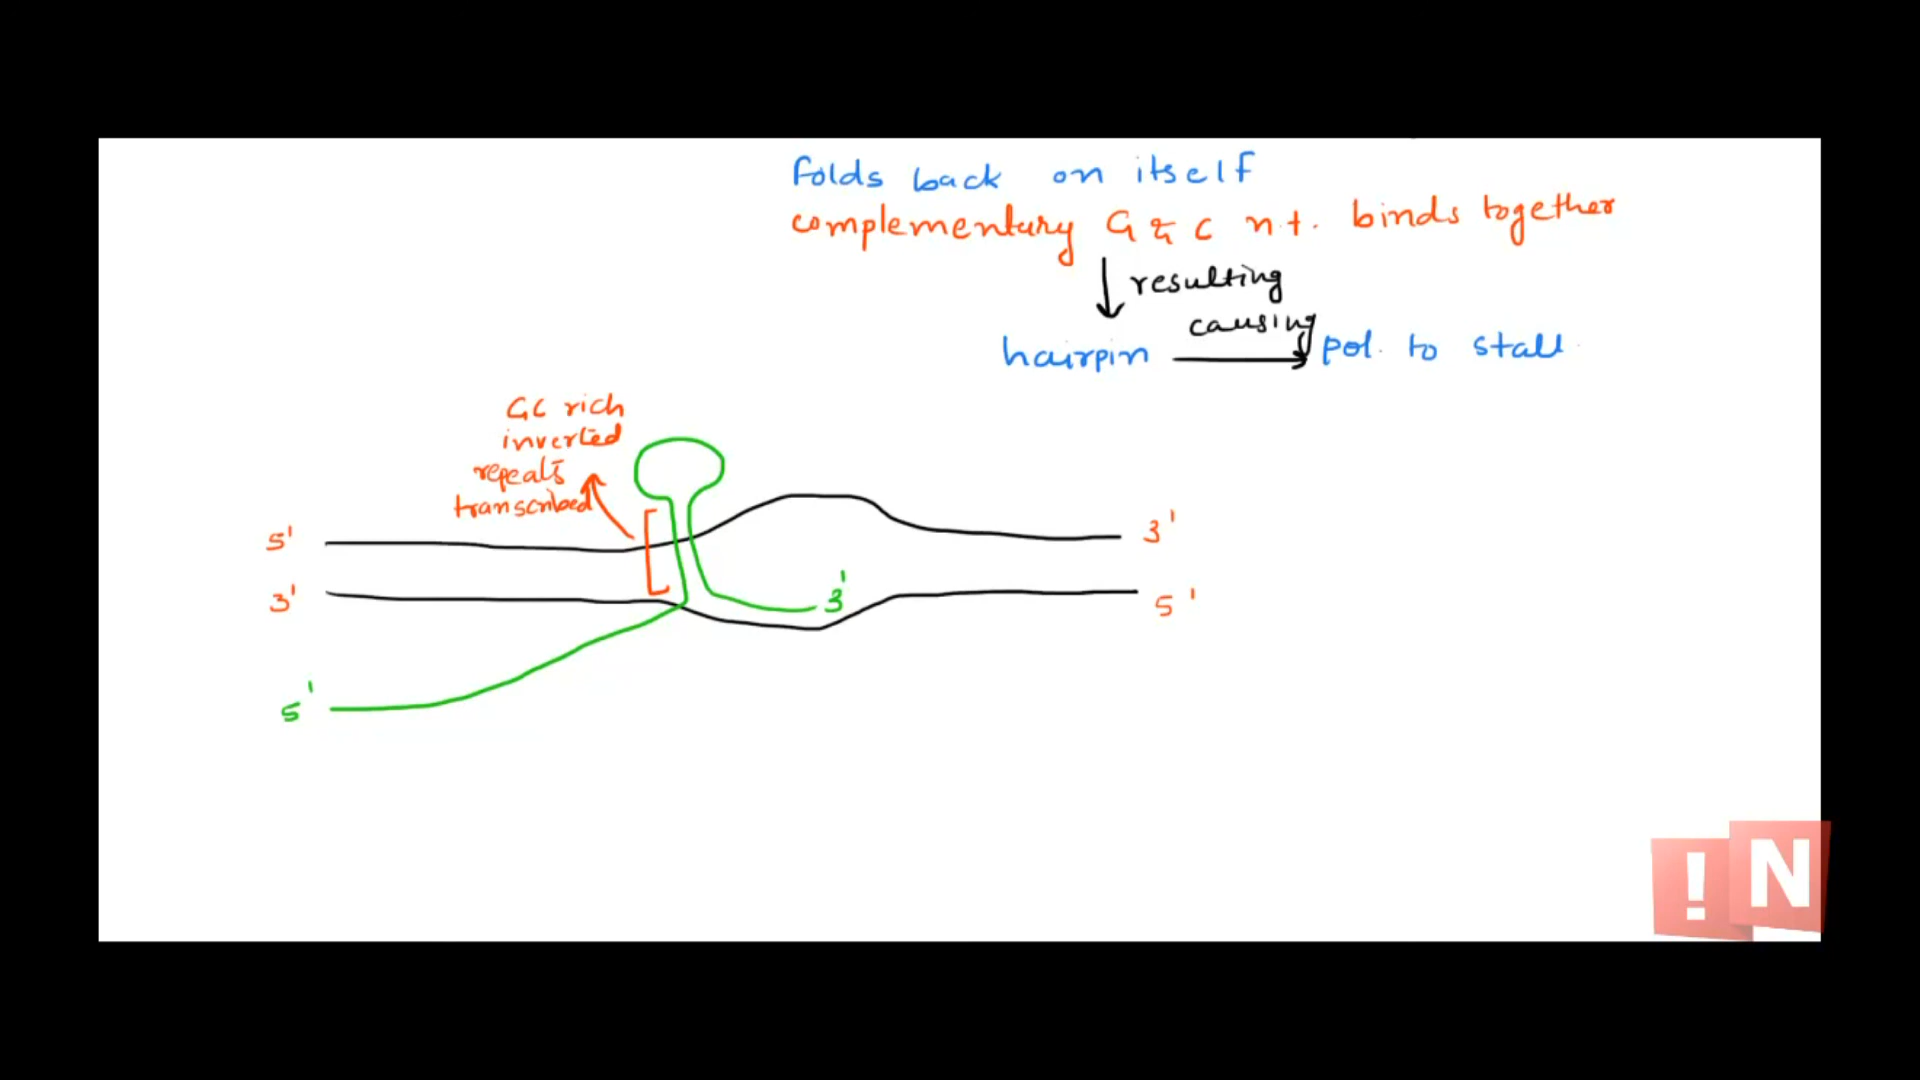 folds back on itself
complementary G & C n.t. binds together
resulting
causing
hairpin pol. to stall
GC rich
inverted
repeats
transcribed
5' 3'
3' 5'
3'
5'
!N